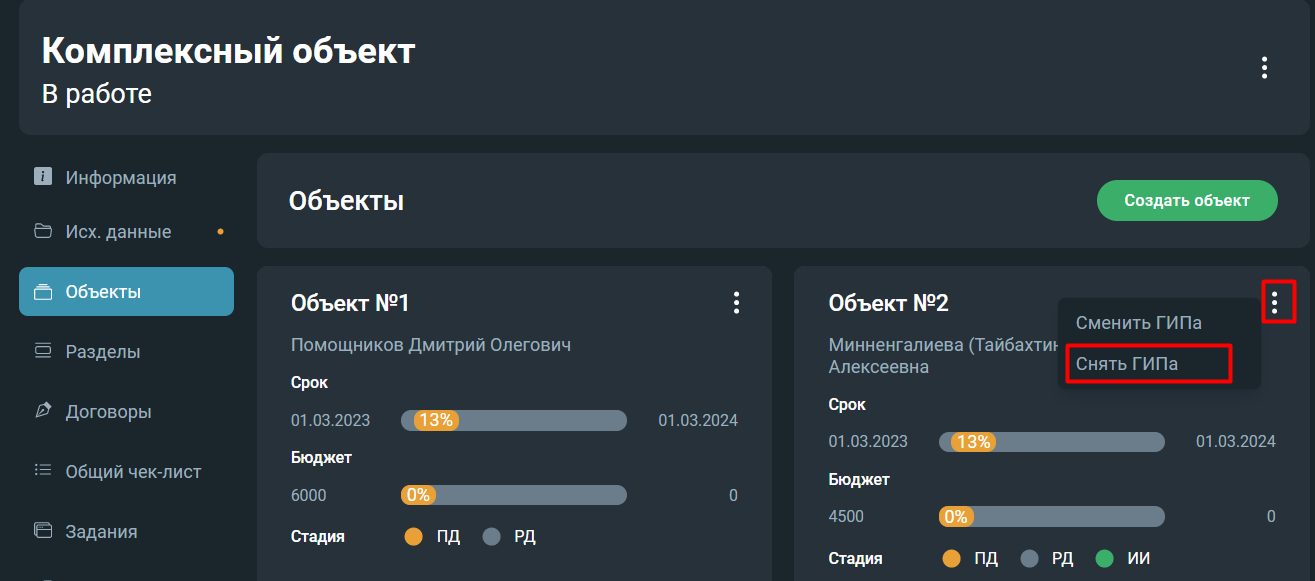 Комплексный объект
В работе
Информация
Исх. данные
Объекты
Разделы
Договоры
Общий чек-лист
Задания
Объекты
Создать объект
Объект №1
Помощников Дмитрий Олегович
Срок
01.03.2023 13% 01.03.2024
Бюджет
6000 0% 0
Стадия ПД РД
Объект №2
Сменить ГИПа
Снять ГИПа
Минненгалиева (Тайбахтин
Алексеевна
Срок
01.03.2023 13% 01.03.2024
Бюджет
4500 0% 0
Стадия ПД РД ИИ